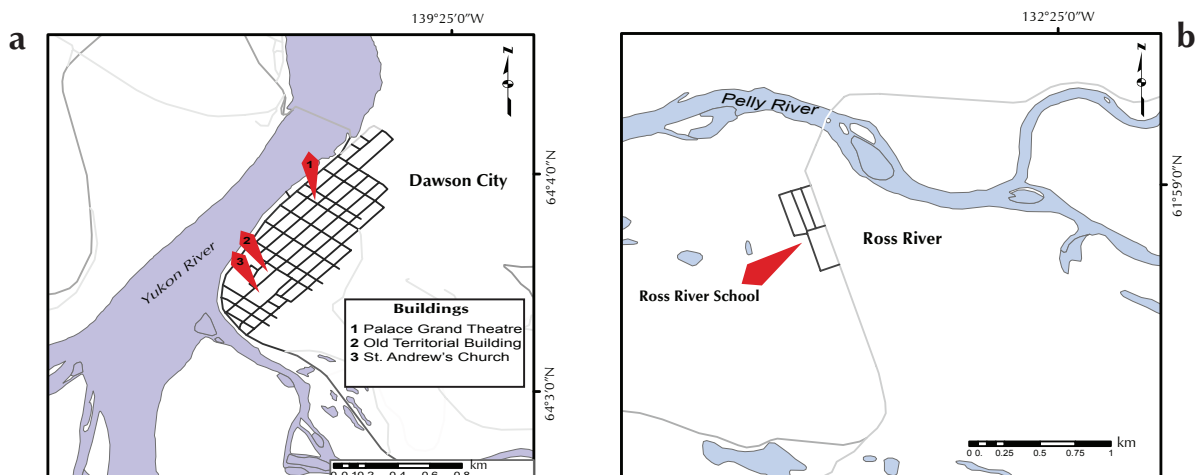 a
139°25'0"W
N
64°4'0"N
64°3'0"N
Dawson City
Yukon River
1
2
3
Buildings
1 Palace Grand Theatre
2 Old Territorial Building
3 St. Andrew's Church
km
b
132°25'0"W
N
61°59'0"N
Pelly River
Ross River
Ross River School
0 0.25 0.5 0.75 1
km